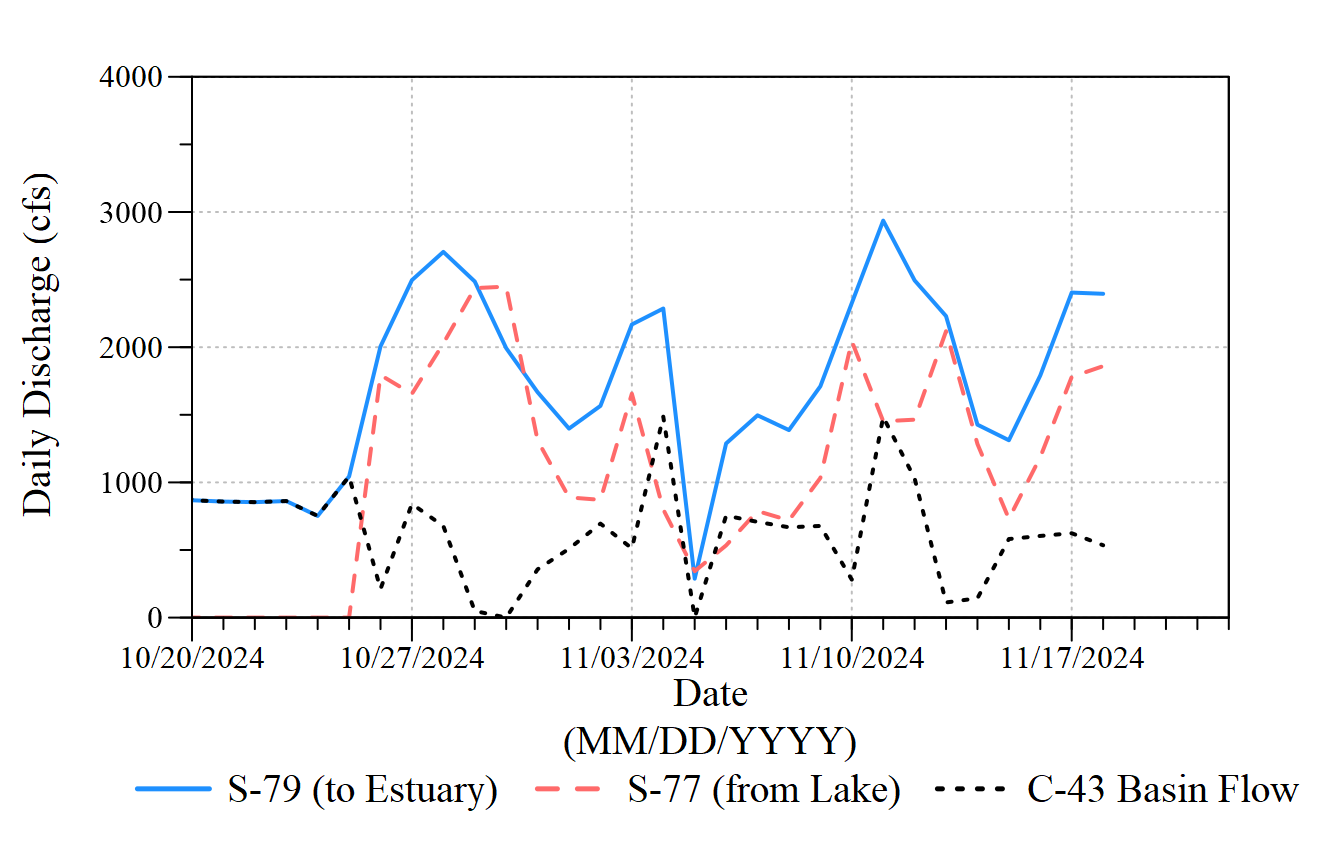 4000
3000
2000
1000
0
Daily Discharge (cfs)
10/20/2024 10/27/2024 11/03/2024 11/10/2024 11/17/2024
Date
(MM/DD/YYYY)
S-79 (to Estuary) S-77 (from Lake) C-43 Basin Flow